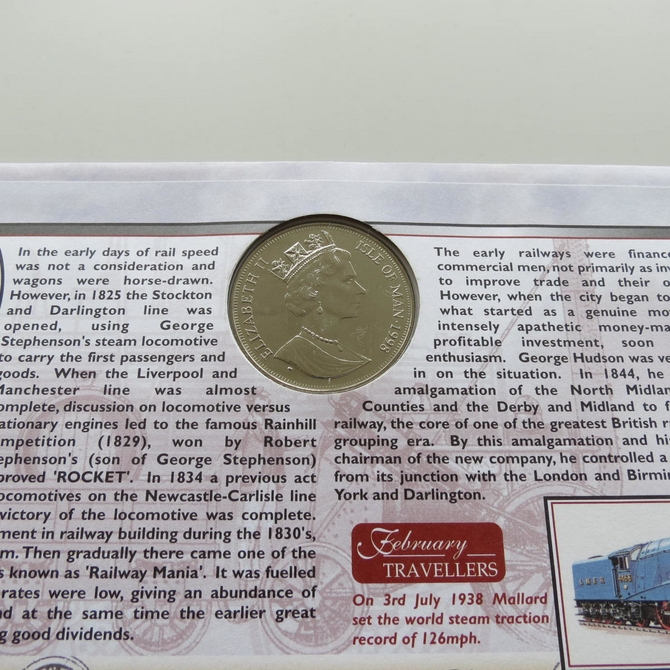 In the early days of rail speed
was not a consideration and
wagons were horse-drawn.
However, in 1825 the Stockton
and Darlington line was
opened, using George
Stephenson's steam locomotive
to carry the first passengers and
goods. When the Liverpool and
Manchester line was almost
omplete, discussion on locomotive versus
ationary engines led to the famous Rainhill
mpetition (1829), won by Robert
ephenson's (son of George Stephenson)
proved 'ROCKET'. In 1834 a previous act
ocomotives on the Newcastle-Carlisle line
victory of the locomotive was complete.
ment in railway building during the 1830's,
m. Then gradually there came one of the
s known as 'Railway Mania'. It was fuelled
rates were low, giving an abundance of
nd at the same time the earlier great
g good dividends.
ELIZABETH II
ISLE OF MAN·1998
The early railways were finance
commercial men, not primarily as in
to improve trade and their o
However, when the city began to
what started as a genuine mo
intensely apathetic money-ma
profitable investment, soon
enthusiasm. George Hudson was ve
in on the situation. In 1844, he
amalgamation of the North Midlan
Counties and the Derby and Midland to f
railway, the core of one of the greatest British r
grouping era. By this amalgamation and hi
chairman of the new company, he controlled a
from its junction with the London and Birmi
York and Darlington.
February
TRAVELLERS
On 3rd July 1938 Mallard
set the world steam traction
record of 126mph.
LNER
4468